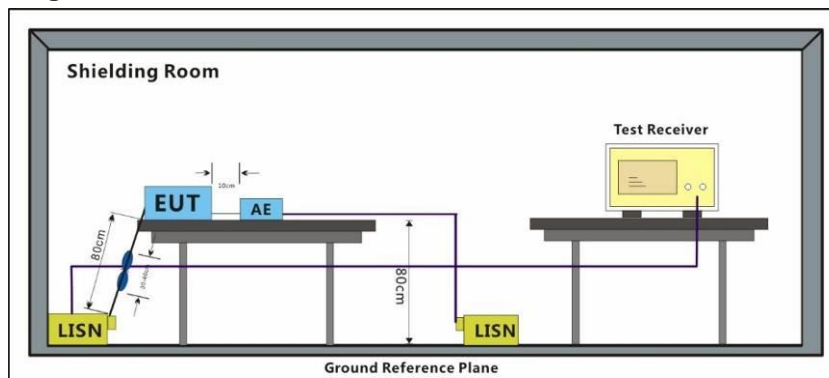 Shielding Room
Test Receiver
10cm
EUT
AE
80cm
80cm
LISN
LISN
Ground Reference Plane